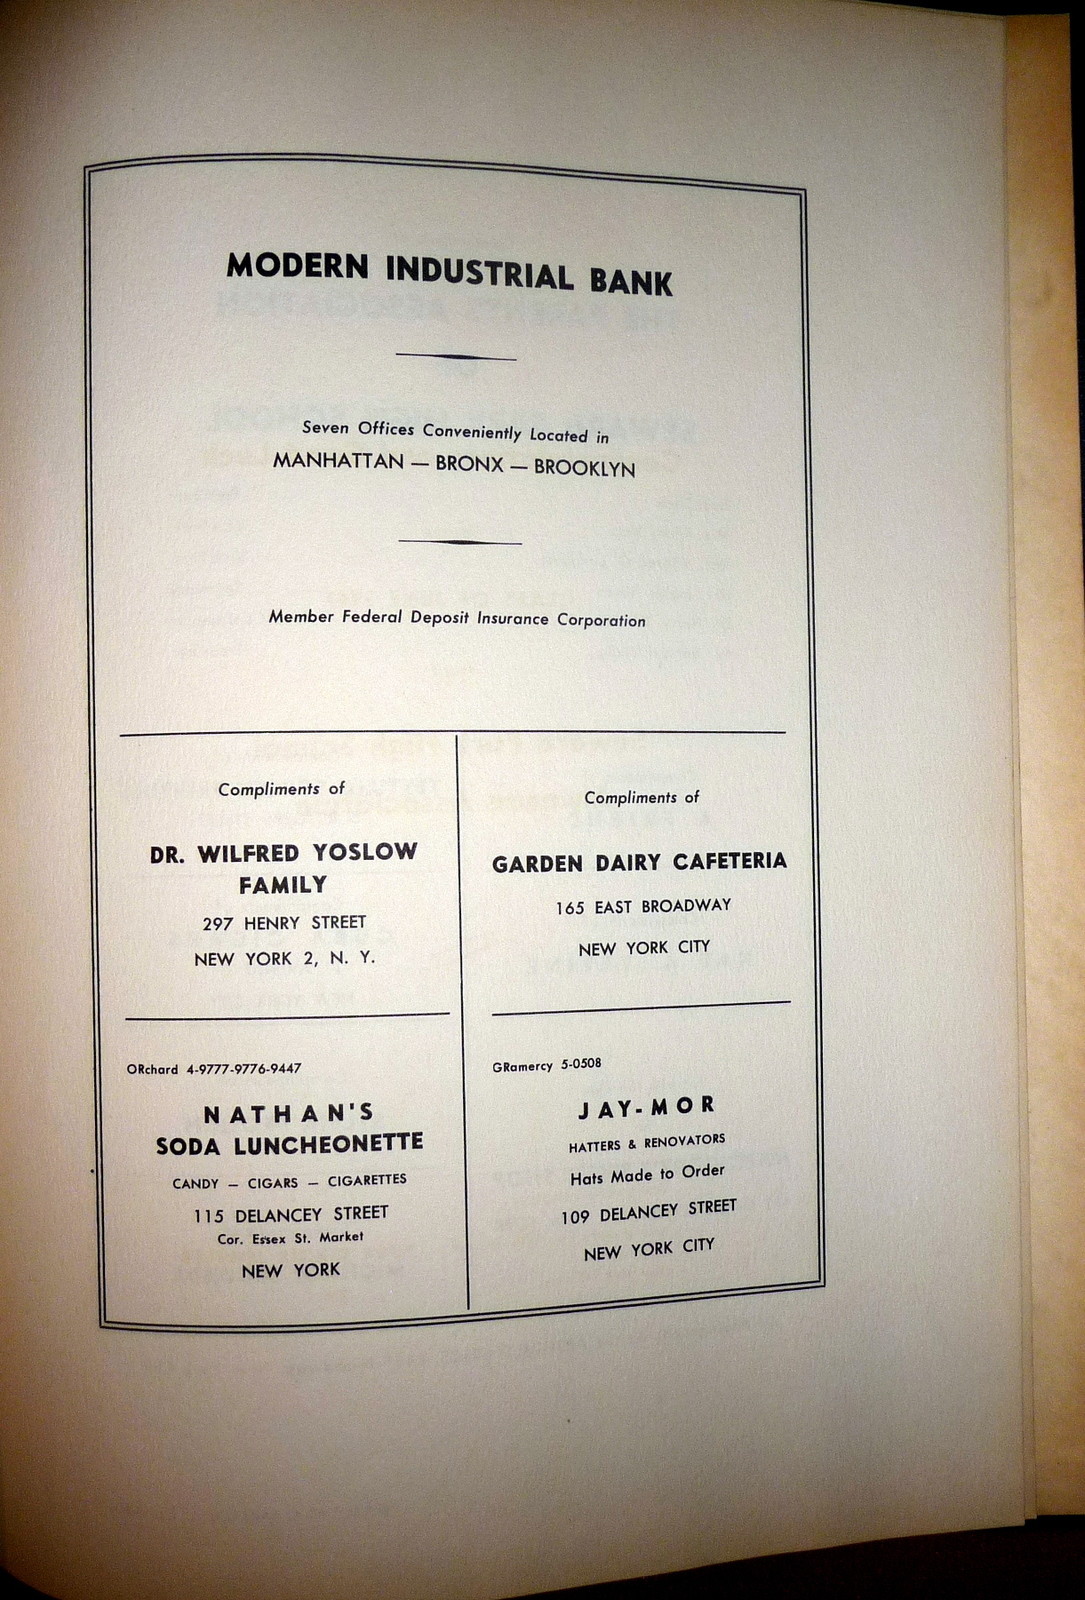 MODERN INDUSTRIAL BANK
Seven Offices Conveniently Located in
MANHATTAN — BRONX — BROOKLYN
Member Federal Deposit Insurance Corporation
Compliments of
DR. WILFRED YOSLOW
FAMILY
297 HENRY STREET
NEW YORK 2, N. Y.
Compliments of
GARDEN DAIRY CAFETERIA
165 EAST BROADWAY
NEW YORK CITY
ORchard 4-9777-9776-9447
NATHAN'S
SODA LUNCHEONETTE
CANDY — CIGARS — CIGARETTES
115 DELANCEY STREET
Cor. Essex St. Market
NEW YORK
GRamercy 5-0508
JAY-MOR
HATTERS & RENOVATORS
Hats Made to Order
109 DELANCEY STREET
NEW YORK CITY